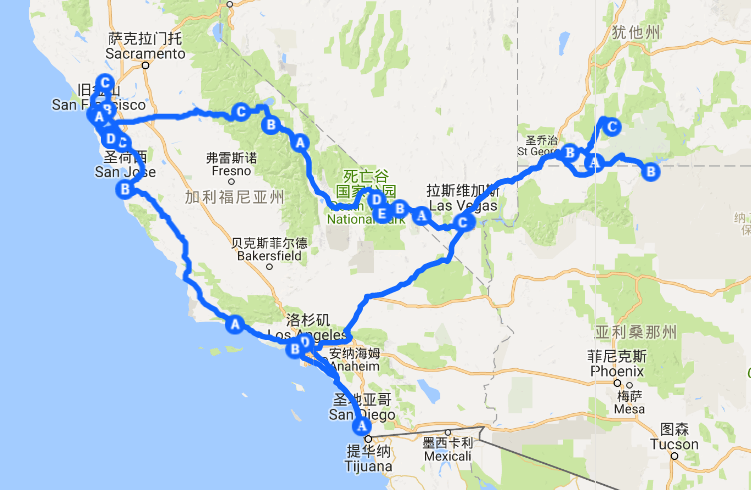 萨克拉门托
Sacramento
犹他州
旧金山
San Francisco
圣乔治
St George
圣荷西
San Jose
弗雷斯诺
Fresno
死亡谷
国家公园
National Park
拉斯维加斯
Las Vegas
加利福尼亚州
贝克斯菲尔德
Bakersfield
洛杉矶
Los Angeles
安纳海姆
Anaheim
亚利桑那州
菲尼克斯
Phoenix
梅萨
Mesa
圣地亚哥
San Diego
提华纳
Tijuana
墨西卡利
Mexicali
图森
Tucson
C
A
B
D
C
B
C
B
A
D
E
B
A
C
B
A
C
B
A
B
D
A